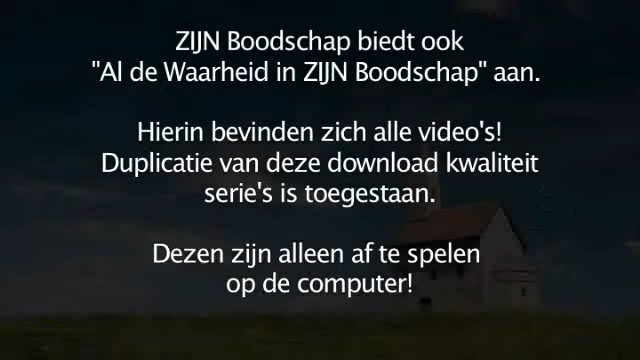 ZIJN Boodschap biedt ook
"Al de Waarheid in ZIJN Boodschap" aan.
Hierin bevinden zich alle video's!
Duplicatie van deze download kwaliteit
serie's is toegestaan.
Dezen zijn alleen af te spelen
op de computer!